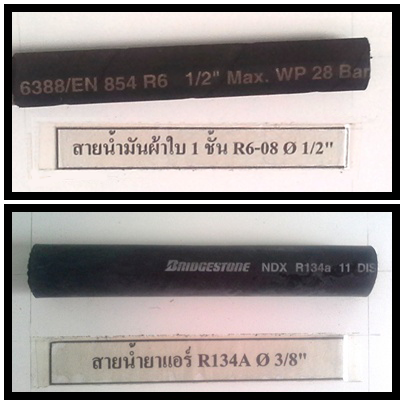 6388/EN 854 R6 1/2" Max. WP 28 Bar
สายน้ำมันผ้าใบ 1 ชั้น R6-08 Ø 1/2"
BRIDGESTONE NDX R134a 11 DIS
สายน้ำยาแอร์ R134A Ø 3/8"